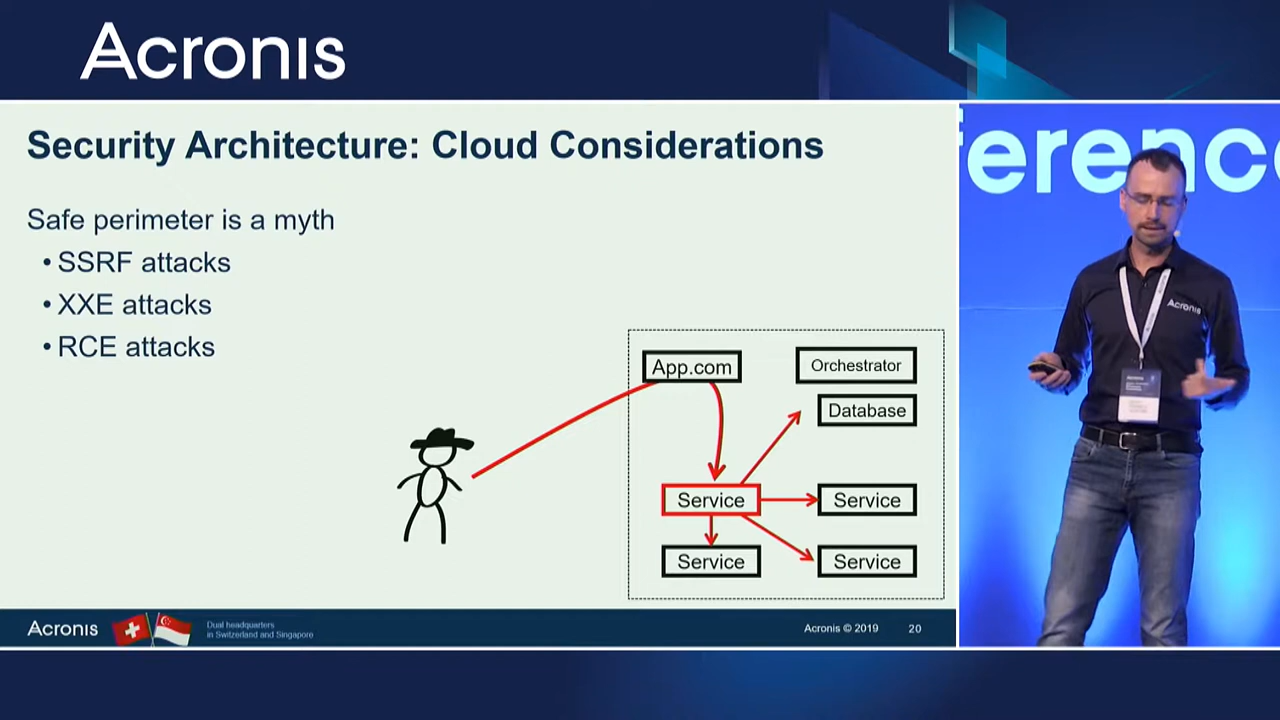 Acronis
Security Architecture: Cloud Considerations
Safe perimeter is a myth
• SSRF attacks
• XXE attacks
• RCE attacks
App.com
Orchestrator
Database
Service
Service
Service
Service
Acronis
Dual headquarters
in Switzerland and Singapore
Acronis © 2019
20
ference
Acronis